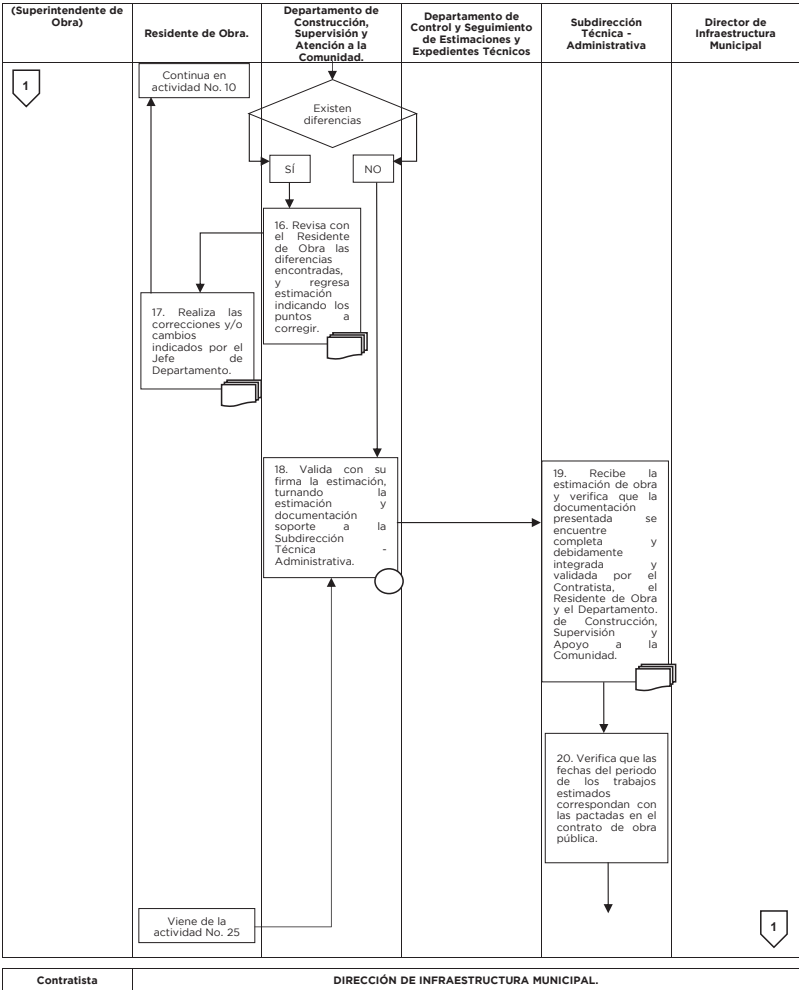 (Superintendente de
Obra)
Residente de Obra.
Departamento de
Construcción,
Supervisión y
Atención a la
Comunidad.
Departamento de
Control y Seguimiento
de Estimaciones y
Expedientes Técnicos
Subdirección
Técnica -
Administrativa
Director de
Infraestructura
Municipal
1
Continua en
actividad No. 10
Existen
diferencias
SÍ
NO
16. Revisa con
el Residente
de Obra las
diferencias
encontradas,
y regresa
estimación
indicando los
puntos a
corregir.
17. Realiza las
correcciones y/o
cambios
indicados por el
Jefe de
Departamento.
18. Valida con su
firma la estimación,
turnando la
estimación y
documentación
soporte a la
Subdirección
Técnica -
Administrativa.
19. Recibe la
estimación de obra
y verifica que la
documentación
presentada se
encuentre
completa y
debidamente
integrada y
validada por el
Contratista, el
Residente de Obra
y el Departamento.
de Construcción,
Supervisión y
Apoyo a la
Comunidad.
20. Verifica que las
fechas del periodo
de los trabajos
estimados
correspondan con
las pactadas en el
contrato de obra
pública.
Viene de la
actividad No. 25
1
Contratista
DIRECCIÓN DE INFRAESTRUCTURA MUNICIPAL.